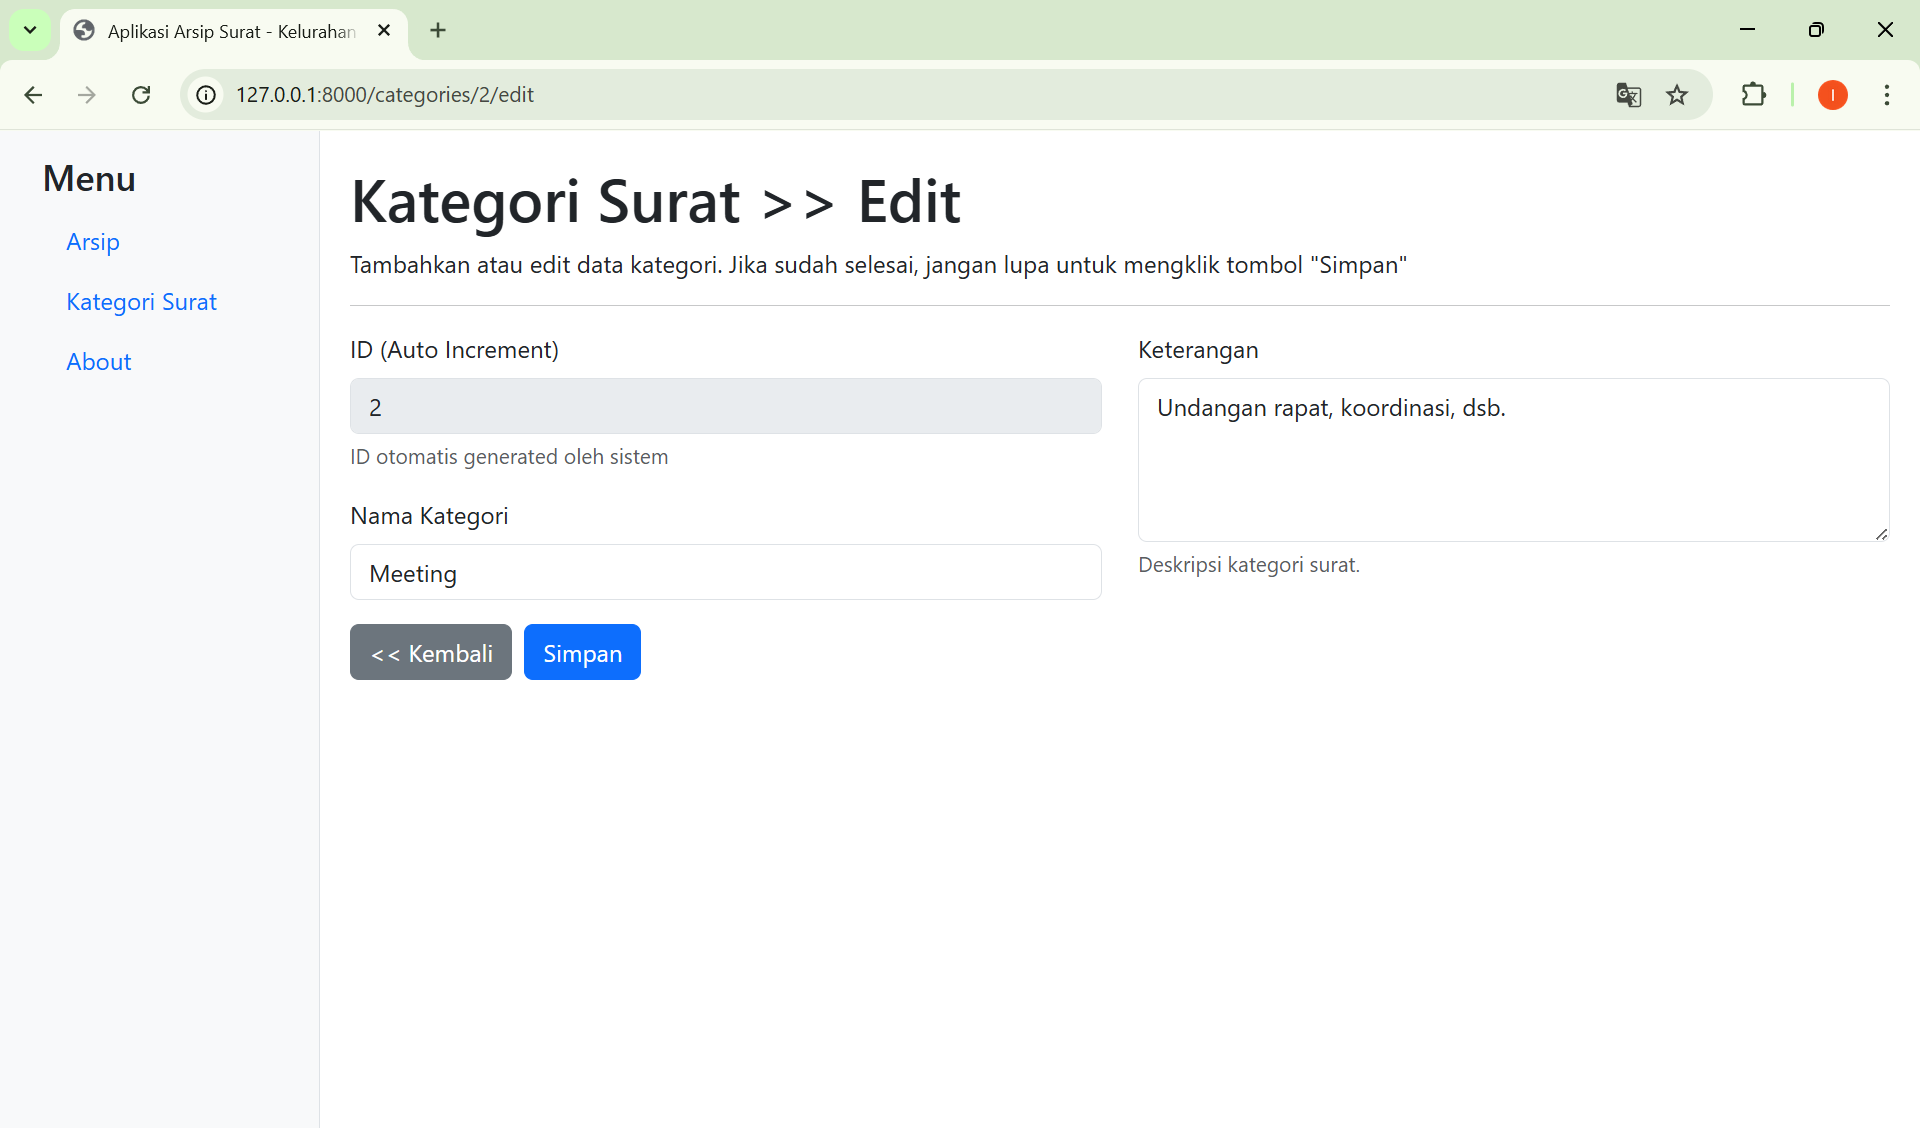 Aplikasi Arsip Surat - Kelurahan
127.0.0.1:8000/categories/2/edit
I
Menu
Arsip
Kategori Surat
About
Kategori Surat >> Edit
Tambahkan atau edit data kategori. Jika sudah selesai, jangan lupa untuk mengklik tombol "Simpan"
ID (Auto Increment)
2
ID otomatis generated oleh sistem
Nama Kategori
Meeting
<< Kembali
Simpan
Keterangan
Undangan rapat, koordinasi, dsb.
Deskripsi kategori surat.